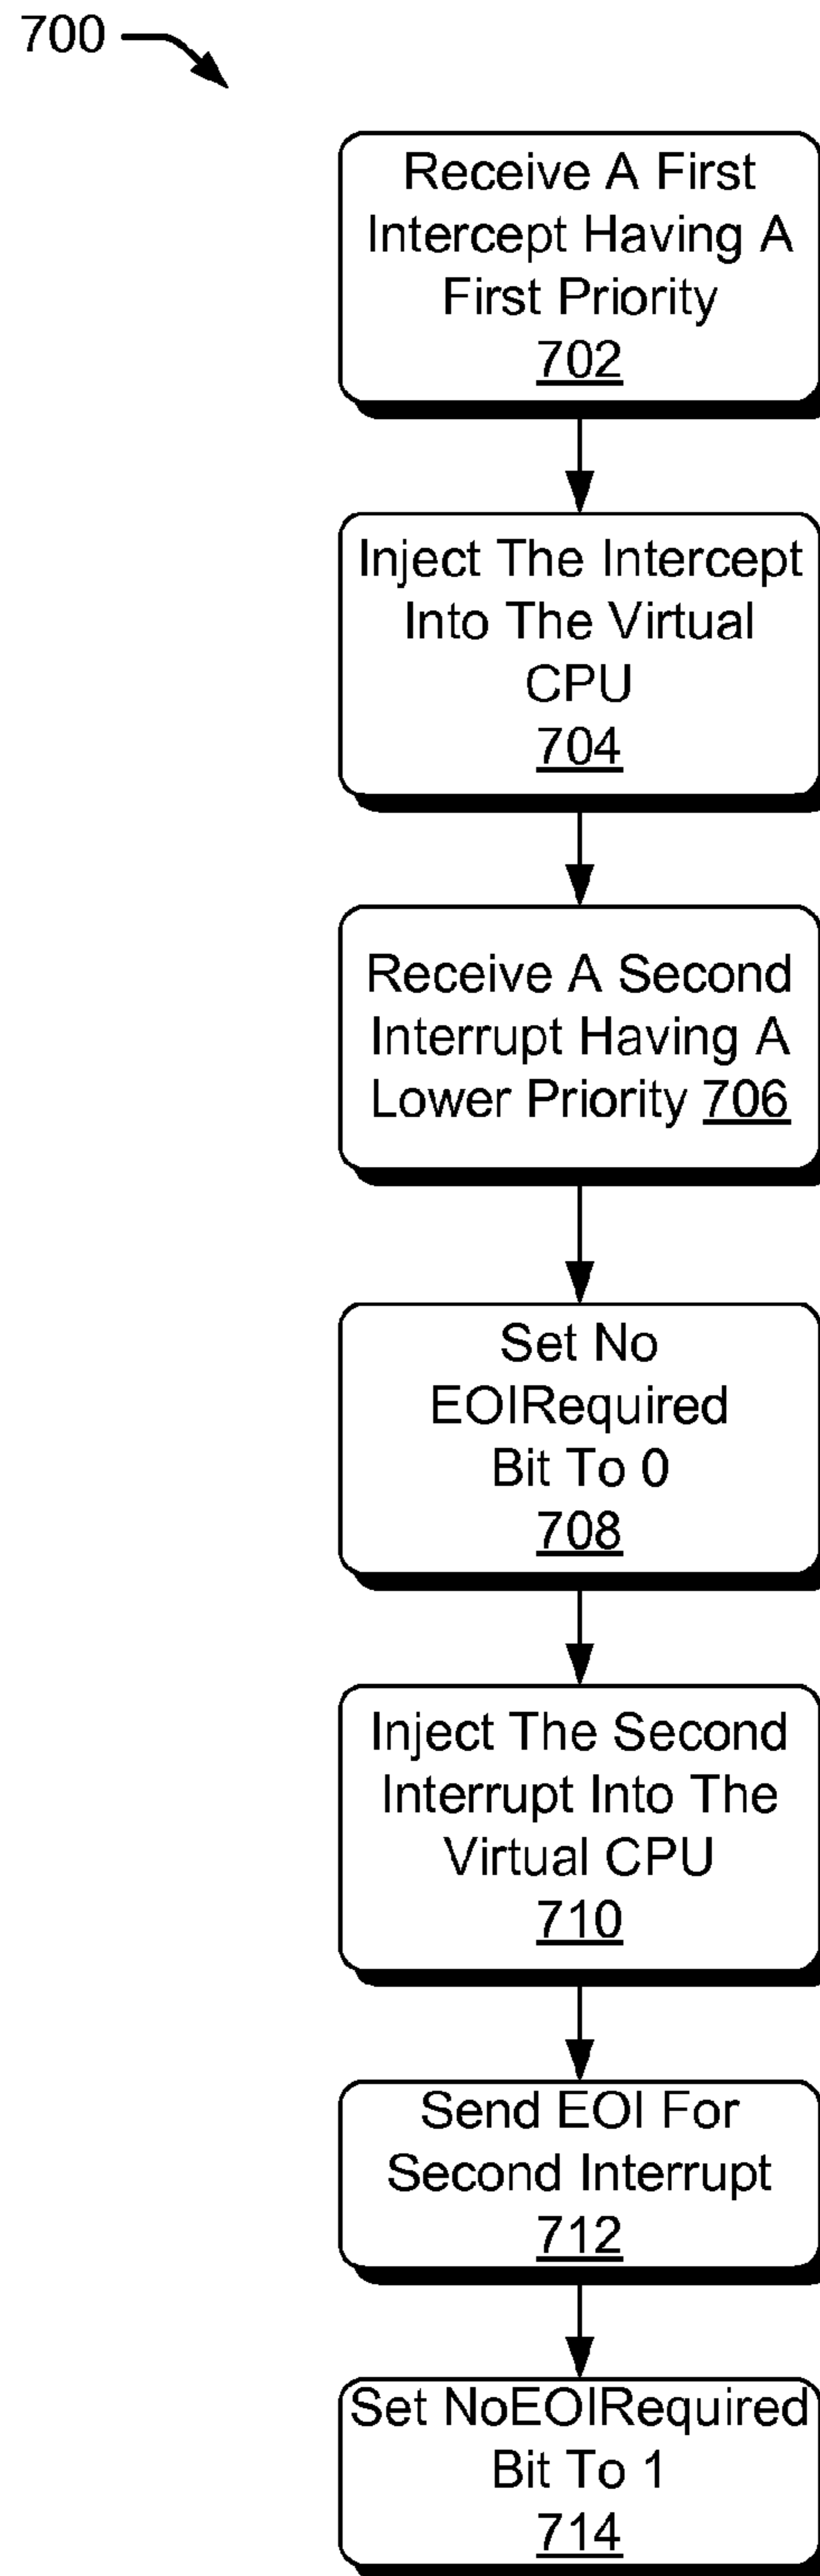 700
Receive A First
Intercept Having A
First Priority
702
Inject The Intercept
Into The Virtual
CPU
704
Receive A Second
Interrupt Having A
Lower Priority 706
Set No
EOIRequired
Bit To 0
708
Inject The Second
Interrupt Into The
Virtual CPU
710
Send EOI For
Second Interrupt
712
Set NoEOIRequired
Bit To 1
714